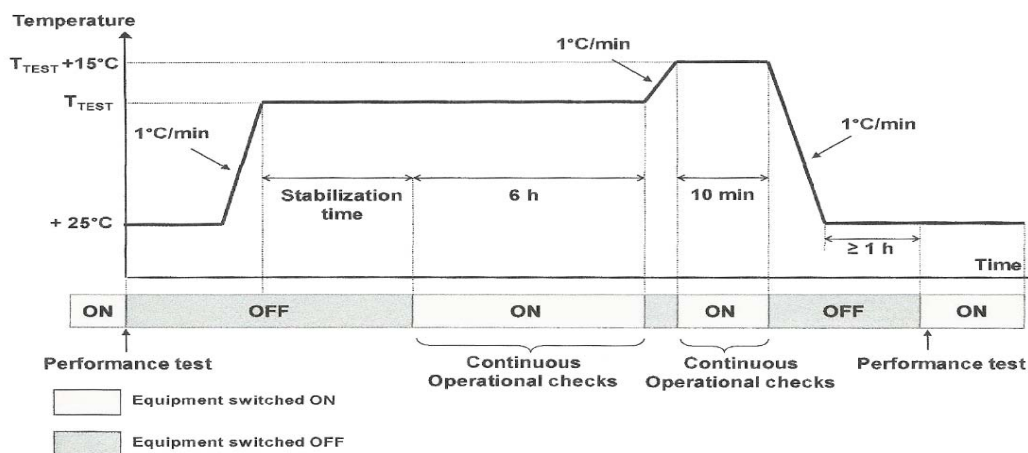 Temperature
1°C/min
T_TEST +15°C
T_TEST
1°C/min
1°C/min
Stabilization
time
6 h
10 min
+ 25°C
≥ 1 h
Time
ON
OFF
ON
ON
OFF
ON
Performance test
Continuous
Operational checks
Continuous
Operational checks
Performance test
Equipment switched ON
Equipment switched OFF